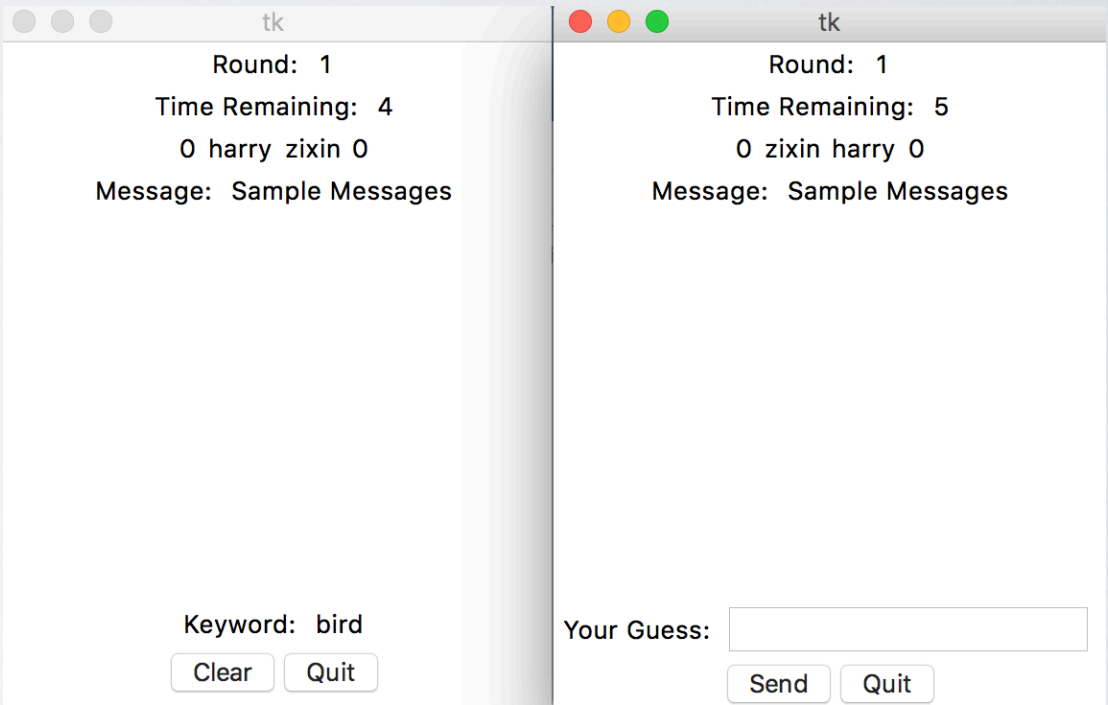 tk
Round: 1
Time Remaining: 4
0 harry zixin 0
Message: Sample Messages
Keyword: bird
Clear Quit
tk
Round: 1
Time Remaining: 5
0 zixin harry 0
Message: Sample Messages
Your Guess:
Send Quit